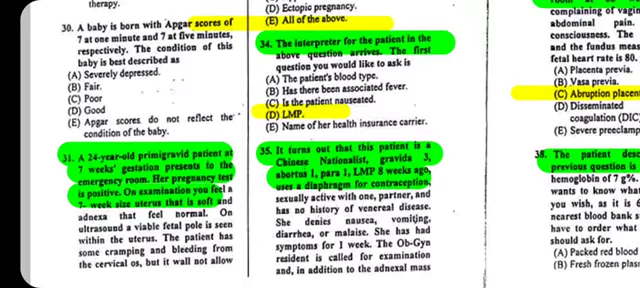 therapy.
30. A baby is born with Apgar scores of
7 at one minute and 7 at five minutes,
respectively. The condition of this
baby is best described as
(A) Severely depressed.
(B) Fair.
(C) Poor
(D) Good
(E) Apgar scores do not reflect the
condition of the baby.
31. A 24-year-old primigravid patient at
7 weeks' gestation presents to the
emergency room. Her pregnancy test
is positive. On examination you feel a
7- week size uterus that is soft and
adnexa that feel normal. On
ultrasound a viable fetal pole is seen
within the uterus. The patient has
some cramping and bleeding from
the cervical os, but it wall not allow
(D) Ectopic pregnancy.
(E) All of the above.
34. The interpreter for the patient in the
above question arrives. The first
question you would like to ask is
(A) The patient's blood type.
(B) Has there been associated fever.
(C) Is the patient nauseated.
(D) LMP.
(E) Name of her health insurance carrier.
35. It turns out that this patient is a
Chinese Nationalist, gravida 3,
abortus 1, para 1, LMP 8 weeks ago,
uses a diaphragm for contraception,
sexually active with one, partner, and
has no history of venereal disease.
She denies nausea, vomiting,
diarrhea, or malaise. She has had
symptoms for 1 week. The Ob-Gyn
resident is called for examination
and, in addition to the adnexal mass
complaining of
abdominal pain.
consciousness. The
and the fundus meas
fetal heart rate is 80.
(A) Placenta previa.
(B) Vasa previa.
(C) Abruption placen
(D) Disseminated
coagulation (DIC
(E) Severe preeclamp
38. The patient desc
previous question is
hemoglobin of 7 g%.
wants to know what
you wish, as it is 6
nearest blood bank s
have to order what
should ask for.
(A) Packed red blood
(B) Fresh frozen plas